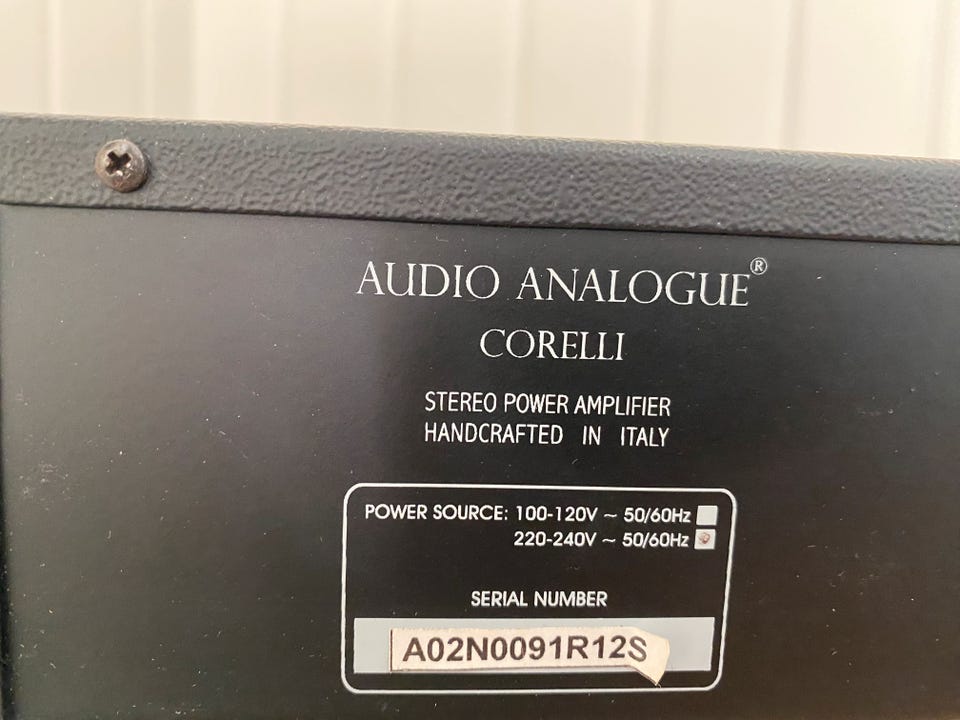 AUDIO ANALOGUE®
CORELLI
STEREO POWER AMPLIFIER
HANDCRAFTED IN ITALY
POWER SOURCE: 100-120V ~ 50/60Hz
220-240V ~ 50/60Hz
SERIAL NUMBER
A02N0091R12S